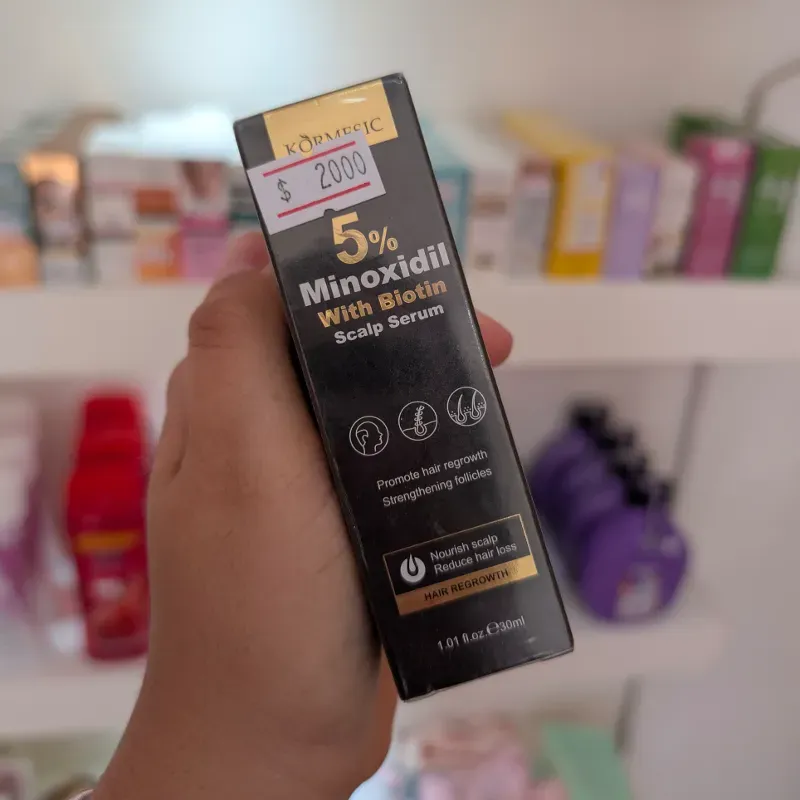 KÖRMESIC
$ 2000
5%
Minoxidil
With Biotin
Scalp Serum
Promote hair regrowth
Strengthening follicles
Nourish scalp
Reduce hair loss
HAIR REGROWTH
1.01 fl.oz.℮30ml